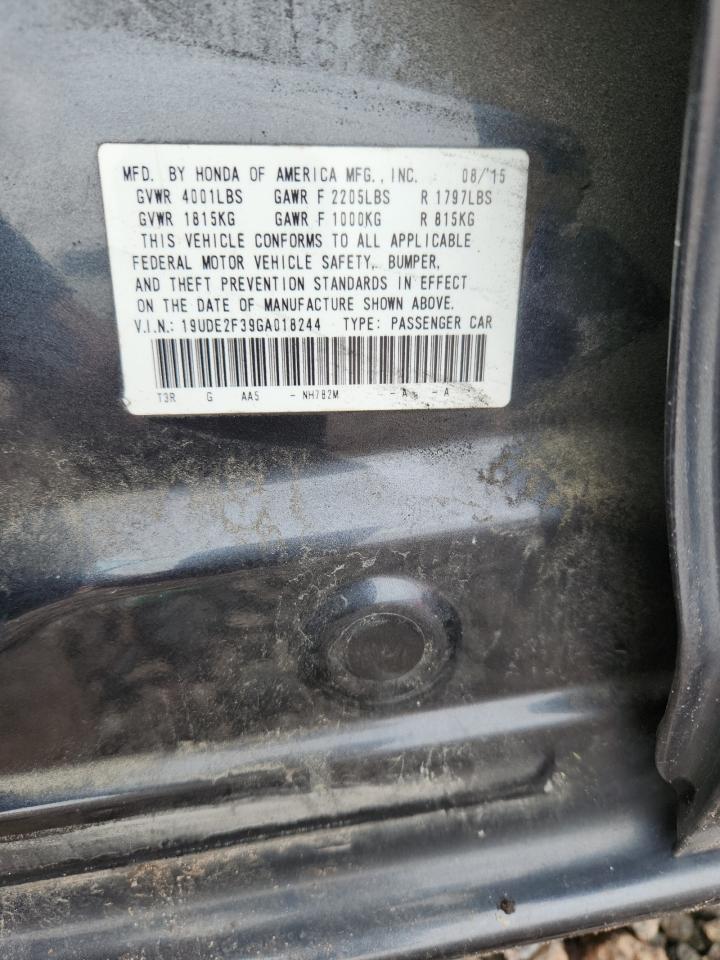 MFD. BY HONDA OF AMERICA MFG., INC. 08/'15
GVWR 4001LBS GAWR F 2205LBS R 1797LBS
GVWR 1815KG GAWR F 1000KG R 815KG
THIS VEHICLE CONFORMS TO ALL APPLICABLE
FEDERAL MOTOR VEHICLE SAFETY, BUMPER,
AND THEFT PREVENTION STANDARDS IN EFFECT
ON THE DATE OF MANUFACTURE SHOWN ABOVE.
V.I.N.: 19UDE2F39GA018244 TYPE: PASSENGER CAR
T3R G AA5 - NH782M - A - A